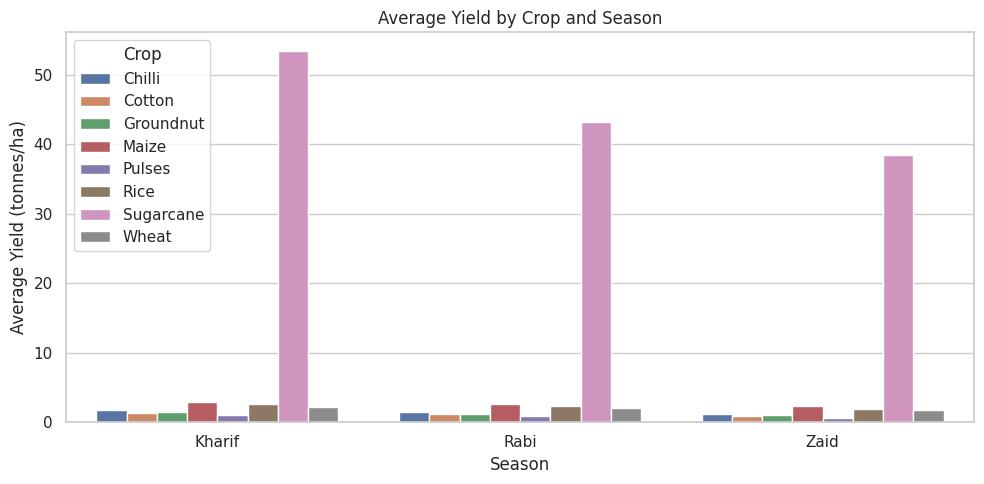 Average Yield by Crop and Season
Average Yield (tonnes/ha)
50
40
30
20
10
0
Crop
Chilli
Cotton
Groundnut
Maize
Pulses
Rice
Sugarcane
Wheat
Kharif
Rabi
Zaid
Season